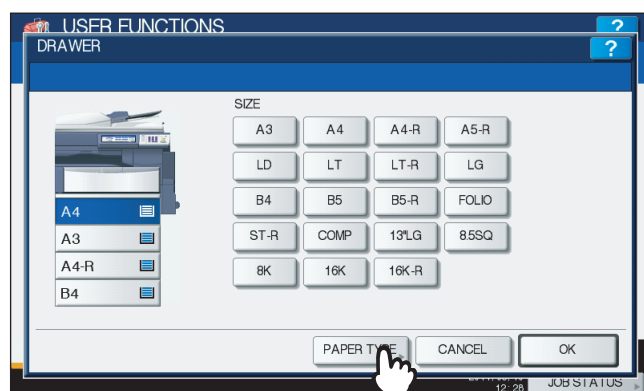 USER FUNCTIONS ?
DRAWER ?
SIZE
A3 A4 A4-R A5-R
LD LT LT-R LG
B4 B5 B5-R FOLIO
ST-R COMP 13"LG 8.5SQ
8K 16K 16K-R
A4
A3
A4-R
B4
PAPER TYPE CANCEL OK
12:28 JOB STATUS